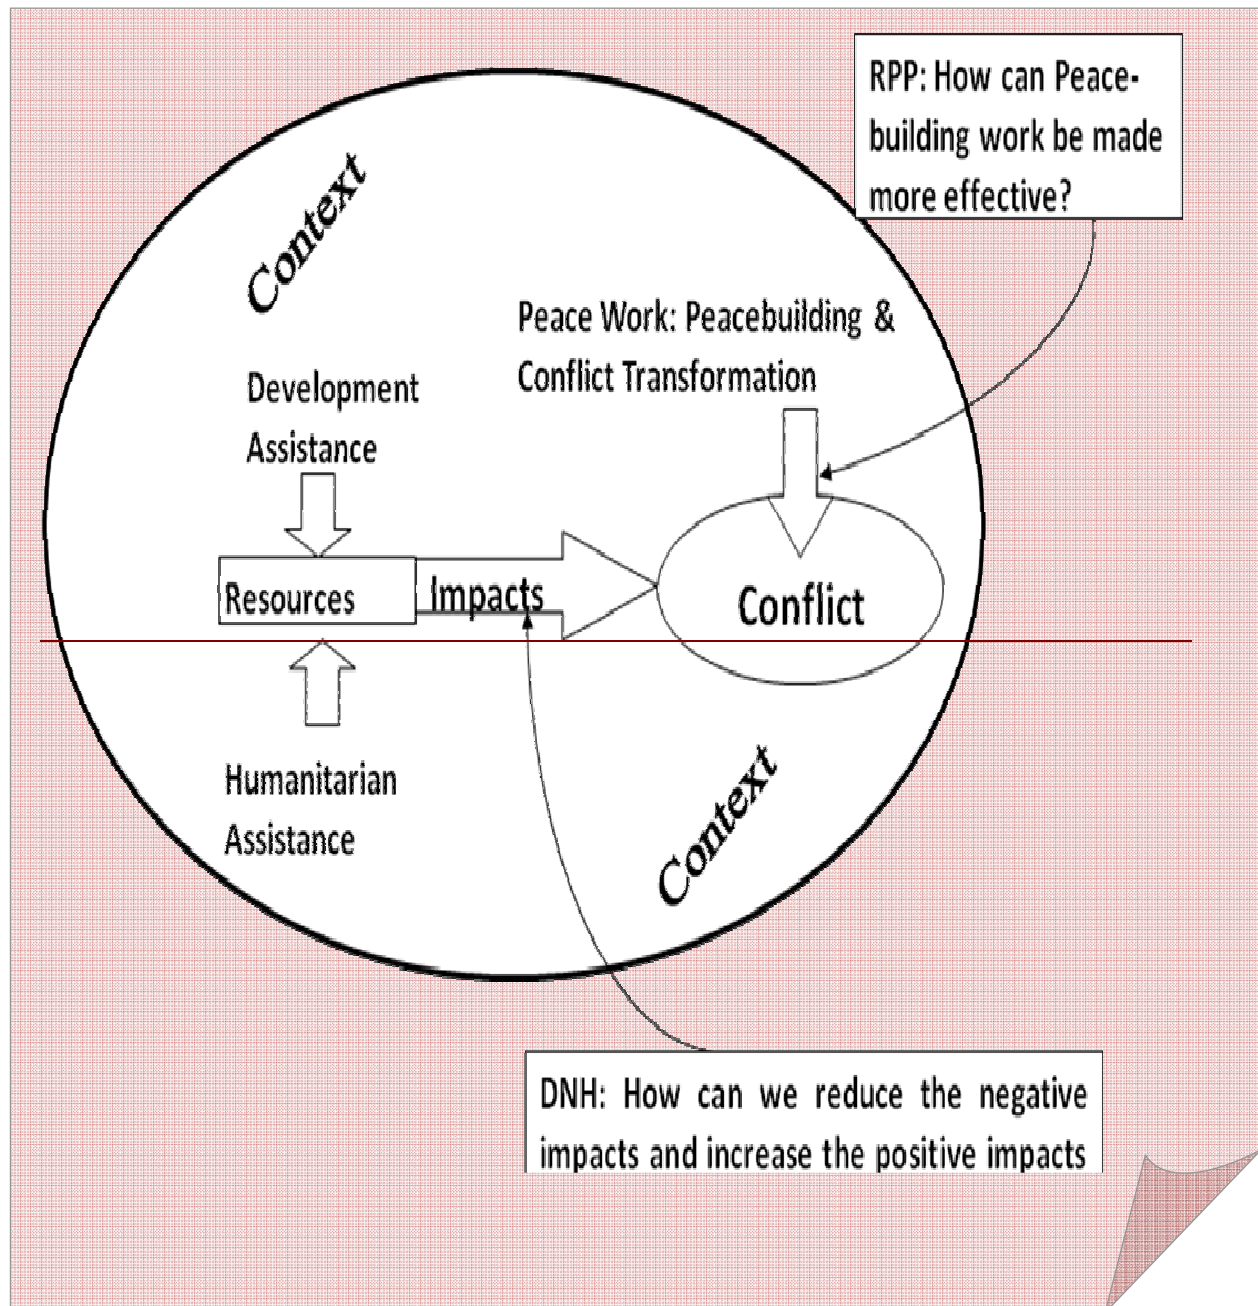 RPP: How can Peace-
building work be made
more effective?
Context
Peace Work: Peacebuilding &
Conflict Transformation
Development
Assistance
Resources
Impacts
Conflict
Humanitarian
Assistance
Context
DNH: How can we reduce the negative
impacts and increase the positive impacts